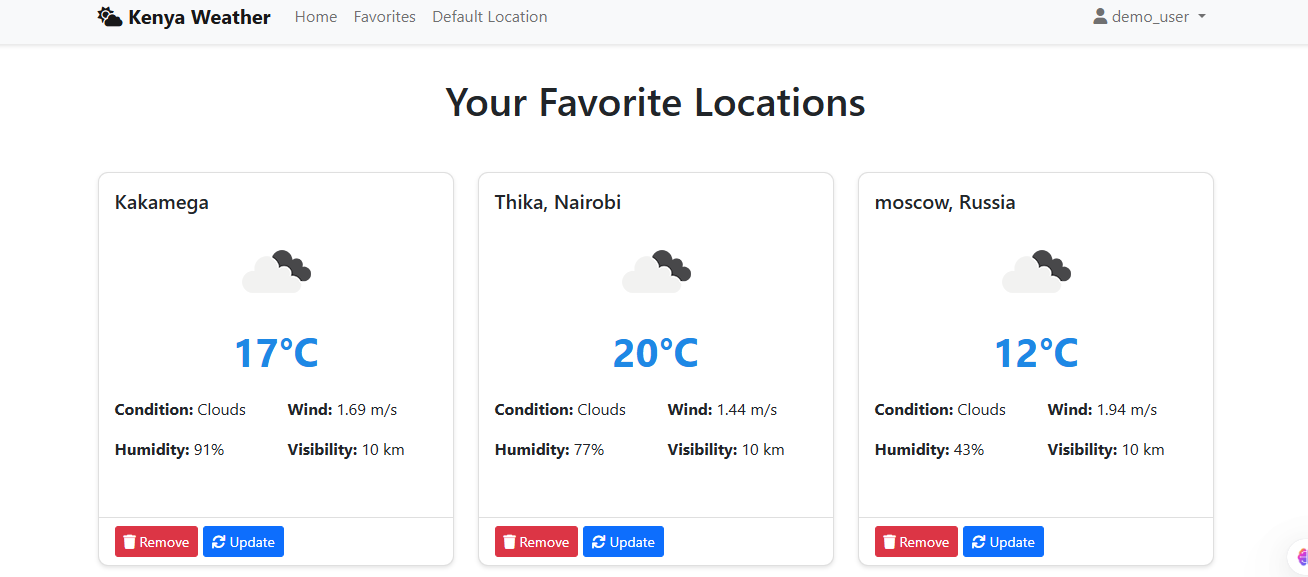 Kenya Weather Home Favorites Default Location demo_user
Your Favorite Locations
Kakamega
17°C
Condition: Clouds Wind: 1.69 m/s
Humidity: 91% Visibility: 10 km
Remove Update
Thika, Nairobi
20°C
Condition: Clouds Wind: 1.44 m/s
Humidity: 77% Visibility: 10 km
Remove Update
moscow, Russia
12°C
Condition: Clouds Wind: 1.94 m/s
Humidity: 43% Visibility: 10 km
Remove Update